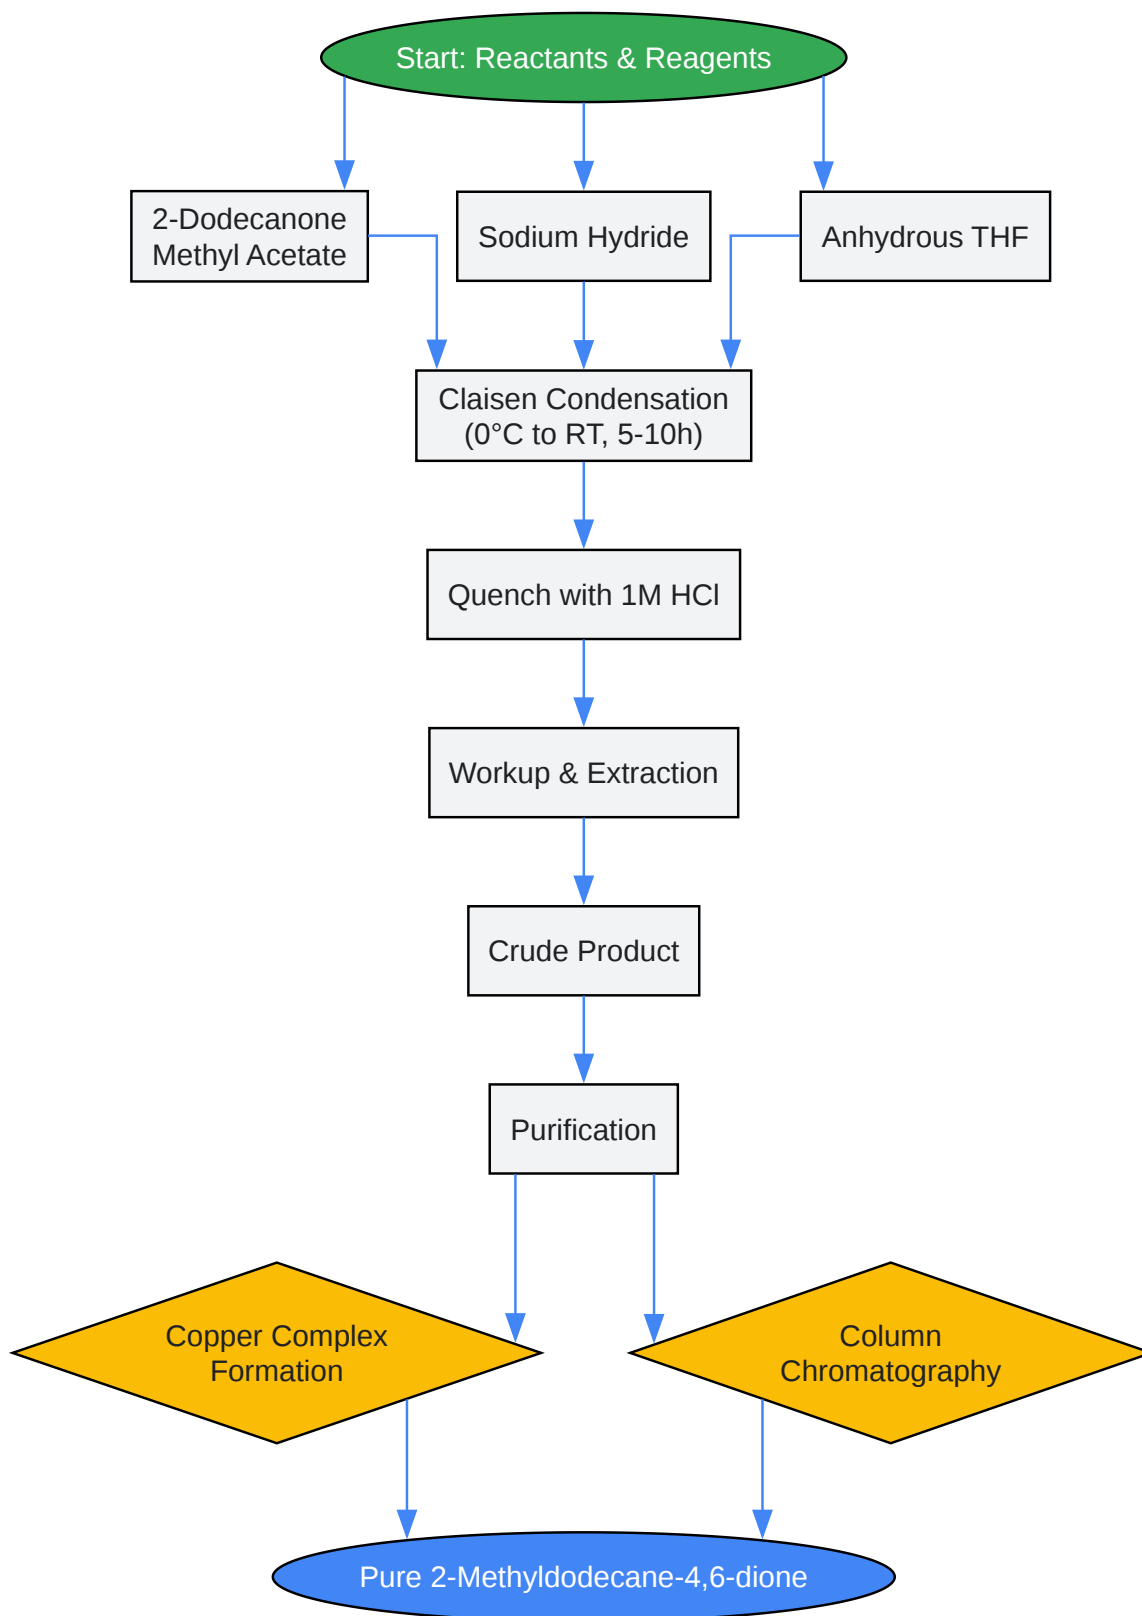 Start: Reactants & Reagents
2-Dodecanone
Methyl Acetate
Sodium Hydride
Anhydrous THF
Claisen Condensation
(0°C to RT, 5-10h)
Quench with 1M HCl
Workup & Extraction
Crude Product
Purification
Copper Complex
Formation
Column
Chromatography
Pure 2-Methyldodecane-4,6-dione